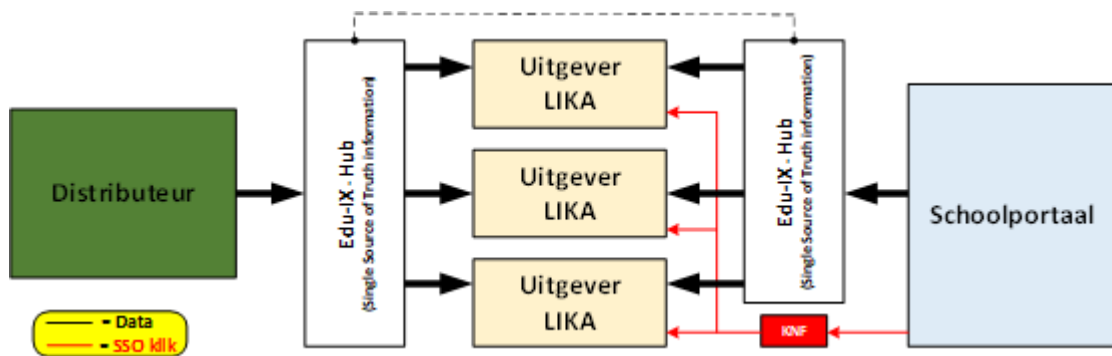 Distributeur
Edu-IX - Hub
(Single Source of Truth information)
Uitgever
LIKA
Uitgever
LIKA
Uitgever
LIKA
Edu-IX - Hub
(Single Source of Truth information)
Schoolportaal
KNF
= Data
= SSO klik